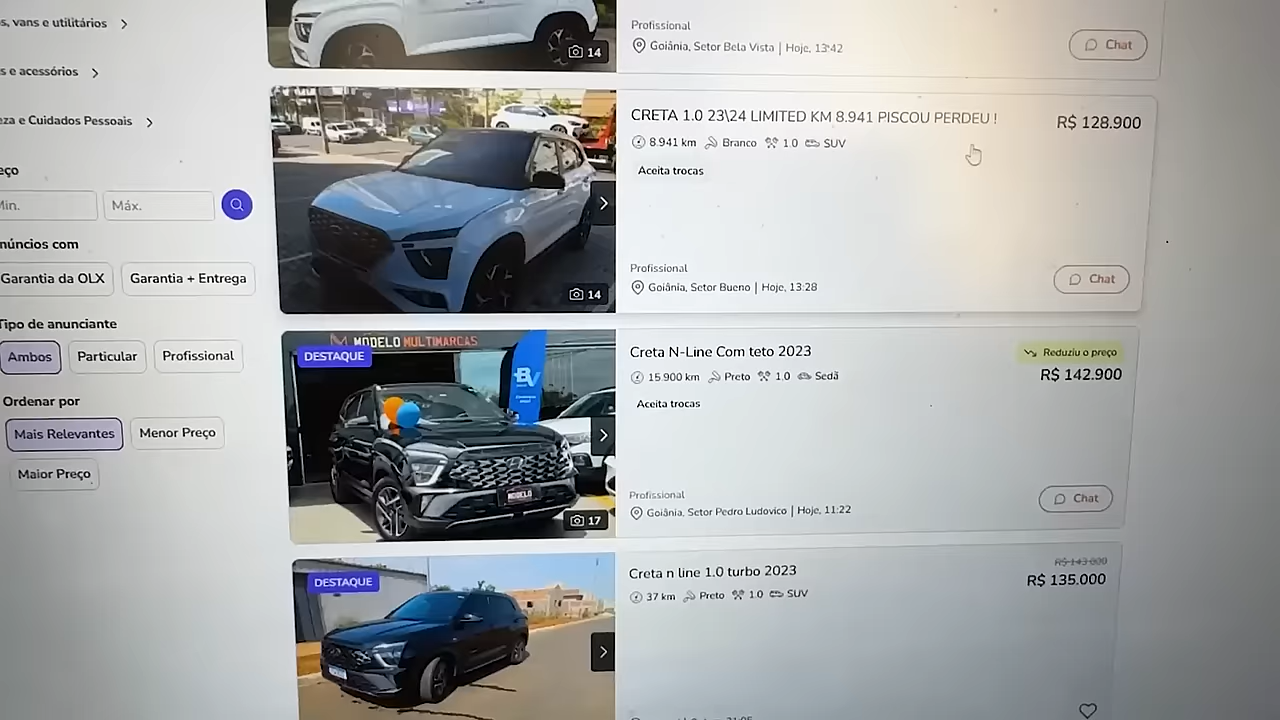 s, vans e utilitários
s e acessórios
eza e Cuidados Pessoais
eço
Min.
Máx.
núncios com
Garantia da OLX
Garantia + Entrega
Tipo de anunciante
Ambos
Particular
Profissional
Ordenar por
Mais Relevantes
Menor Preço
Maior Preço
14
Profissional
Goiânia, Setor Bela Vista | Hoje, 13:42
Chat
CRETA 1.0 23\24 LIMITED KM 8.941 PISCOU PERDEU !
R$ 128.900
8.941 km Branco 1.0 SUV
Aceita trocas
14
Profissional
Goiânia, Setor Bueno | Hoje, 13:28
Chat
DESTAQUE
MODELO MULTIMARCAS
BV
MODELO
17
Creta N-Line Com teto 2023
Reduziu o preço
R$ 142.900
15.900 km Preto 1.0 Sedã
Aceita trocas
Profissional
Goiânia, Setor Pedro Ludovico | Hoje, 11:22
Chat
DESTAQUE
Creta n line 1.0 turbo 2023
R$ 143.000
R$ 135.000
37 km Preto 1.0 SUV